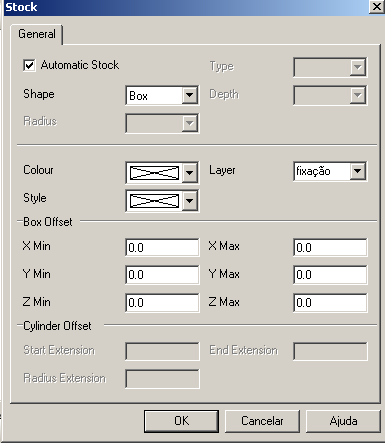 Stock
General
Automatic Stock Type
Shape Box Depth
Radius
Colour Layer fixação
Style
Box Offset
X Min 0.0 X Max 0.0
Y Min 0.0 Y Max 0.0
Z Min 0.0 Z Max 0.0
Cylinder Offset
Start Extension End Extension
Radius Extension
OK Cancelar Ajuda